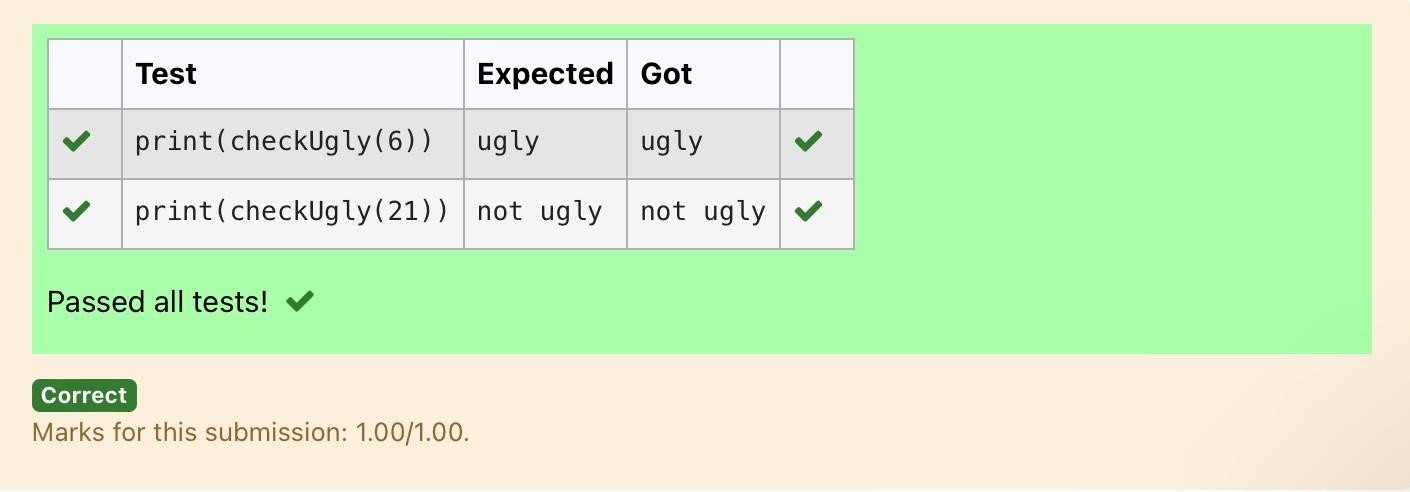 Test Expected Got
print(checkUgly(6)) ugly ugly
print(checkUgly(21)) not ugly not ugly
Passed all tests!
Correct
Marks for this submission: 1.00/1.00.